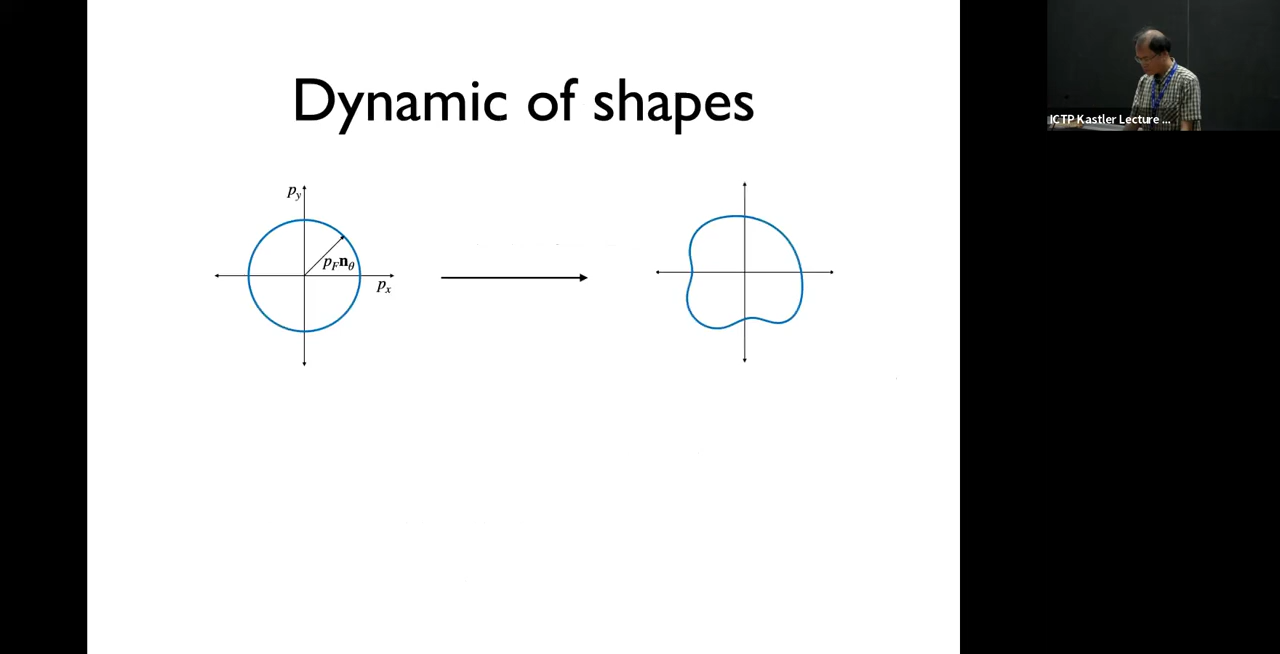 Dynamic of shapes
p_y
p_F n_θ
p_x
ICTP Kastler Lecture ...